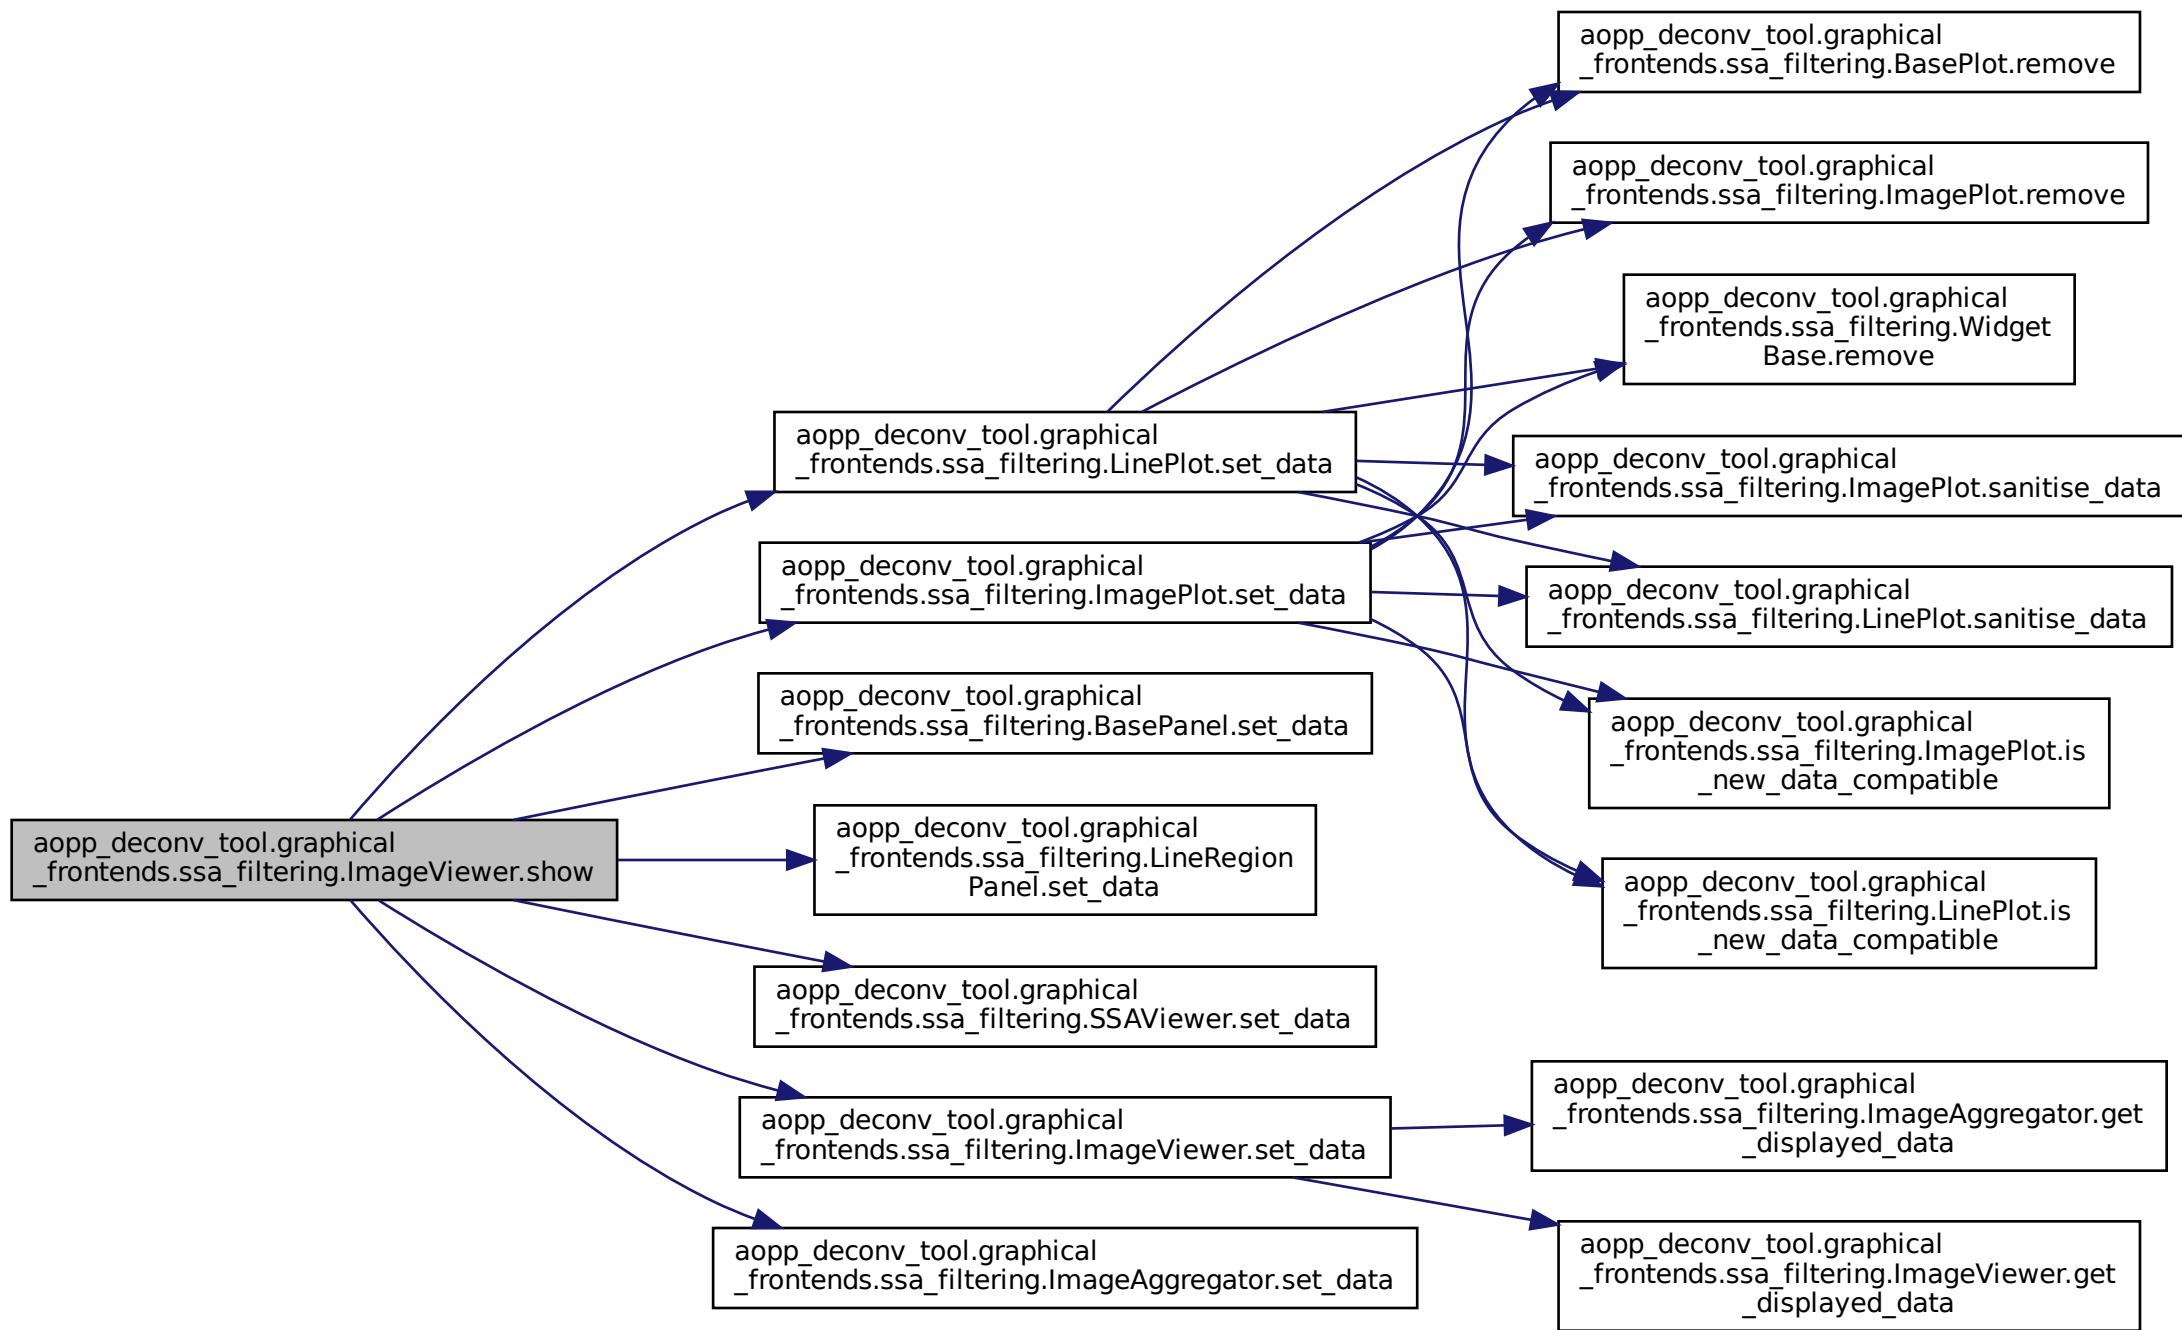 aopp_deconv_tool.graphical
_frontends.ssa_filtering.ImageViewer.show
aopp_deconv_tool.graphical
_frontends.ssa_filtering.LinePlot.set_data
aopp_deconv_tool.graphical
_frontends.ssa_filtering.ImagePlot.set_data
aopp_deconv_tool.graphical
_frontends.ssa_filtering.BasePanel.set_data
aopp_deconv_tool.graphical
_frontends.ssa_filtering.LineRegion
Panel.set_data
aopp_deconv_tool.graphical
_frontends.ssa_filtering.SSAViewer.set_data
aopp_deconv_tool.graphical
_frontends.ssa_filtering.ImageViewer.set_data
aopp_deconv_tool.graphical
_frontends.ssa_filtering.ImageAggregator.set_data
aopp_deconv_tool.graphical
_frontends.ssa_filtering.BasePlot.remove
aopp_deconv_tool.graphical
_frontends.ssa_filtering.ImagePlot.remove
aopp_deconv_tool.graphical
_frontends.ssa_filtering.Widget
Base.remove
aopp_deconv_tool.graphical
_frontends.ssa_filtering.ImagePlot.sanitise_data
aopp_deconv_tool.graphical
_frontends.ssa_filtering.LinePlot.sanitise_data
aopp_deconv_tool.graphical
_frontends.ssa_filtering.ImagePlot.is
_new_data_compatible
aopp_deconv_tool.graphical
_frontends.ssa_filtering.LinePlot.is
_new_data_compatible
aopp_deconv_tool.graphical
_frontends.ssa_filtering.ImageAggregator.get
_displayed_data
aopp_deconv_tool.graphical
_frontends.ssa_filtering.ImageViewer.get
_displayed_data